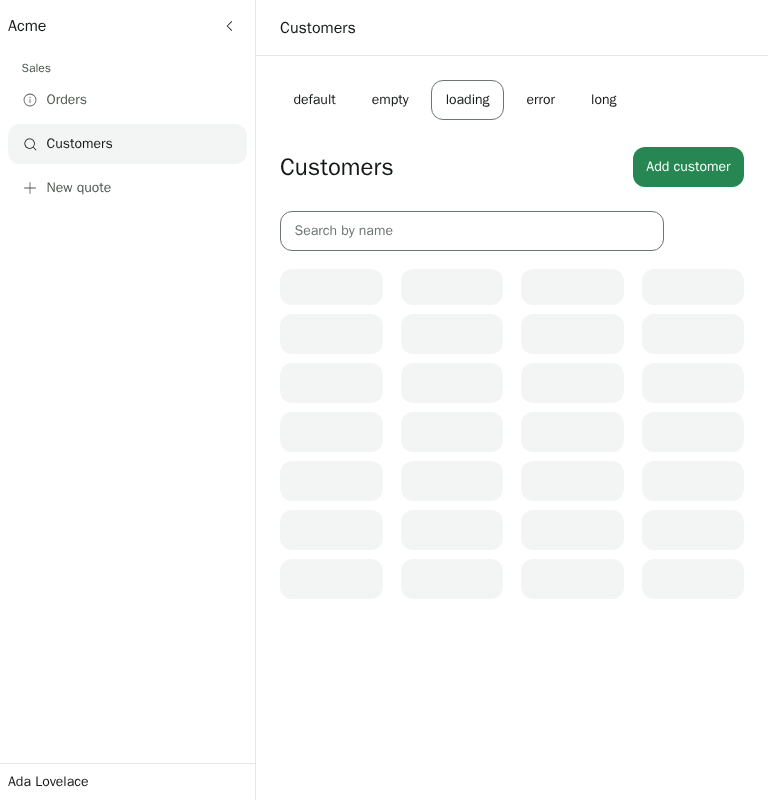 Acme
Sales
Orders
Customers
New quote
Ada Lovelace
Customers
default empty loading error long
Customers
Add customer
Search by name